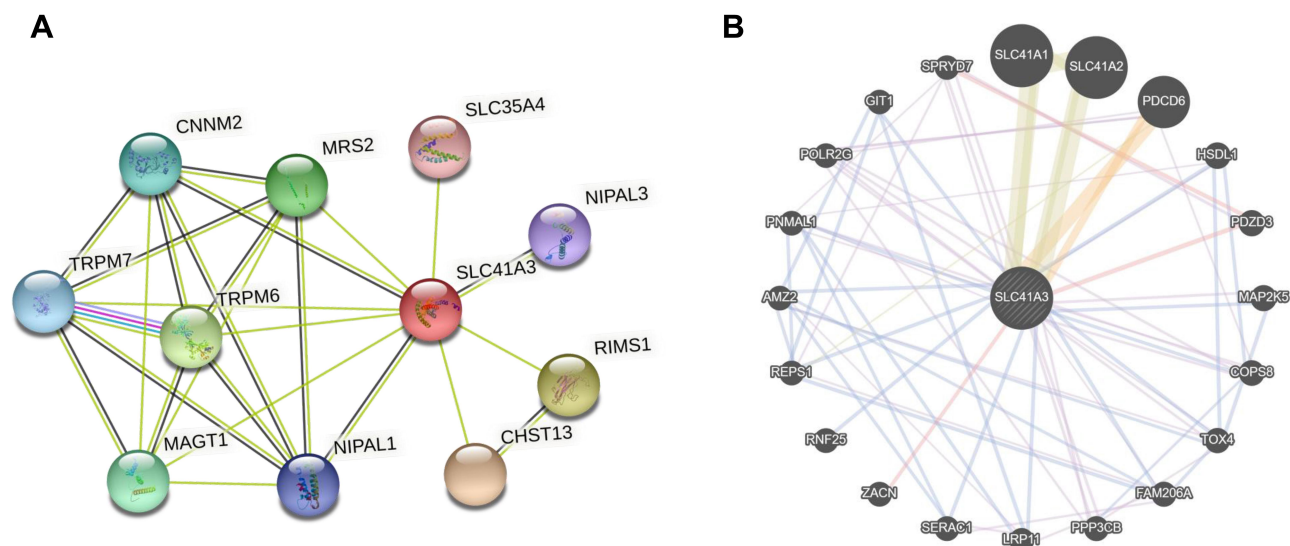 A
B
SLC35A4
CNNM2
MRS2
NIPAL3
SLC41A3
TRPM7
TRPM6
RIMS1
MAGT1
NIPAL1
CHST13
SLC41A1
SLC41A2
SPRYD7
PDCD6
GIT1
POLR2G
HSDL1
PNMAL1
PDZD3
AMZ2
SLC41A3
MAP2K5
REPS1
COPS8
RNF25
TOX4
ZACN
FAM206A
SERAC1
PPP3CB
LRP11